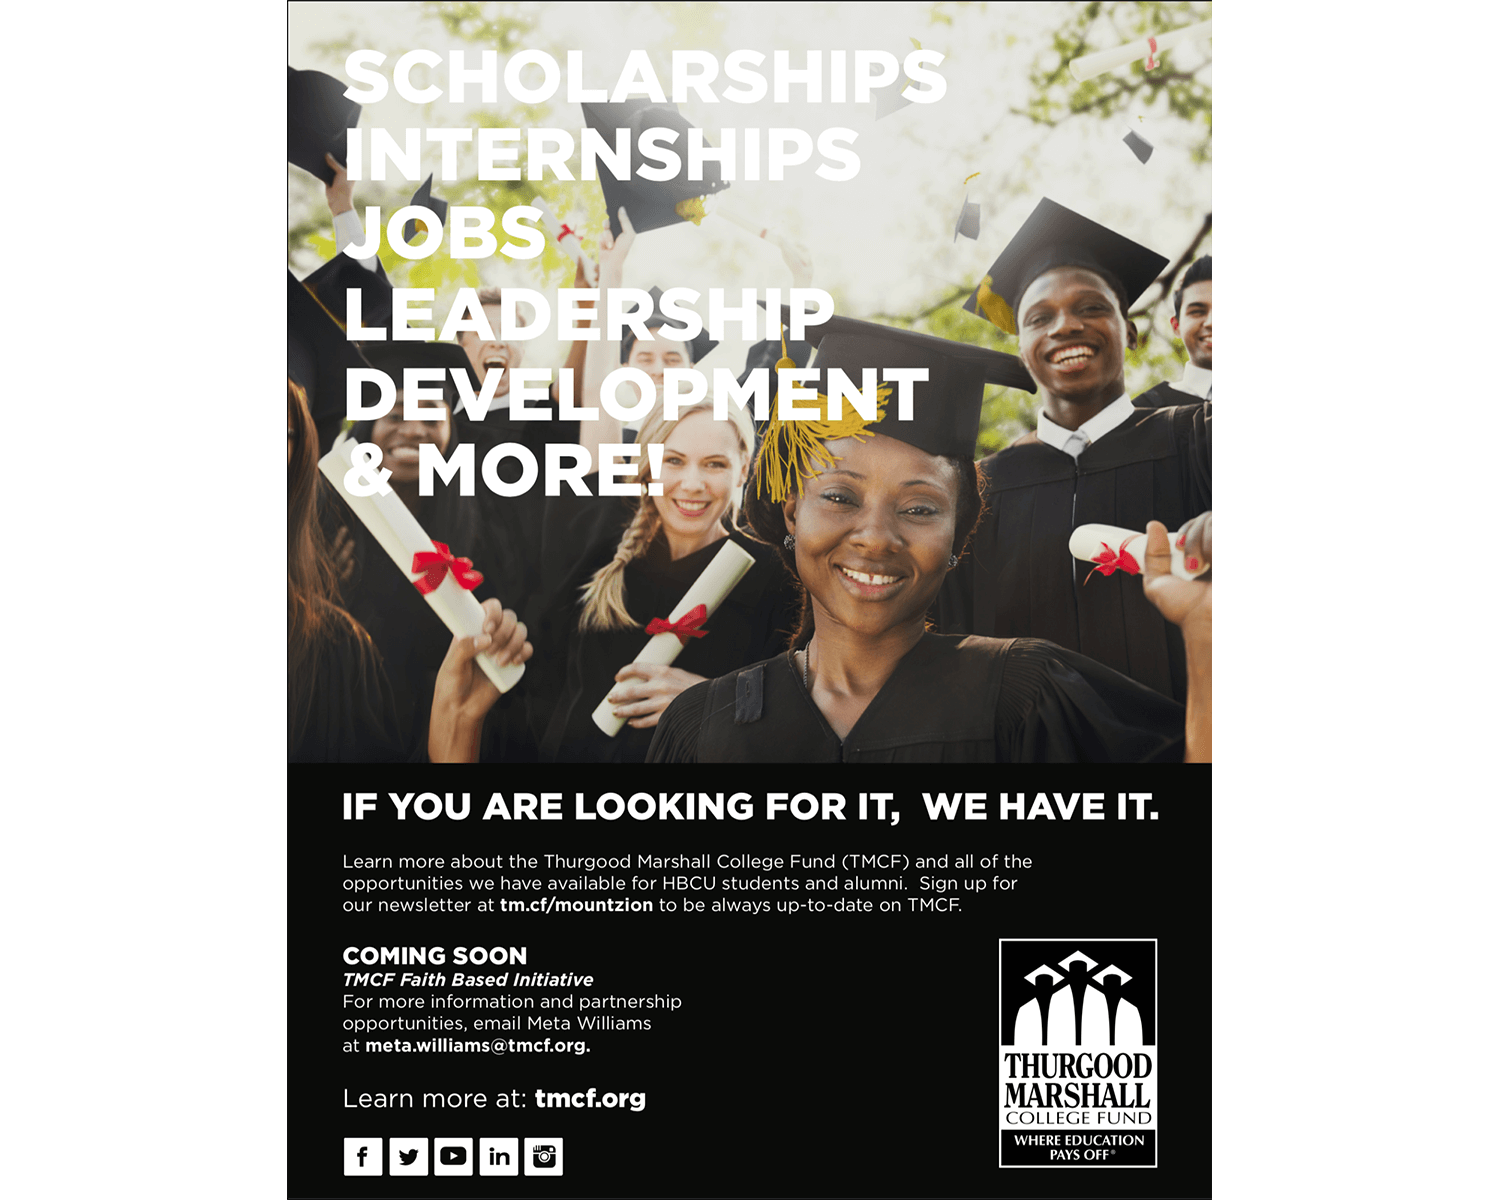 SCHOLARSHIPS
INTERNSHIPS
JOBS
LEADERSHIP
DEVELOPMENT
& MORE!
IF YOU ARE LOOKING FOR IT,  WE HAVE IT.
Learn more about the Thurgood Marshall College Fund (TMCF) and all of the
opportunities we have available for HBCU students and alumni.  Sign up for
our newsletter at tm.cf/mountzion to be always up-to-date on TMCF.
COMING SOON
TMCF Faith Based Initiative
For more information and partnership
opportunities, email Meta Williams
at meta.williams@tmcf.org.
Learn more at: tmcf.org
THURGOOD
MARSHALL
COLLEGE FUND
WHERE EDUCATION
PAYS OFF®